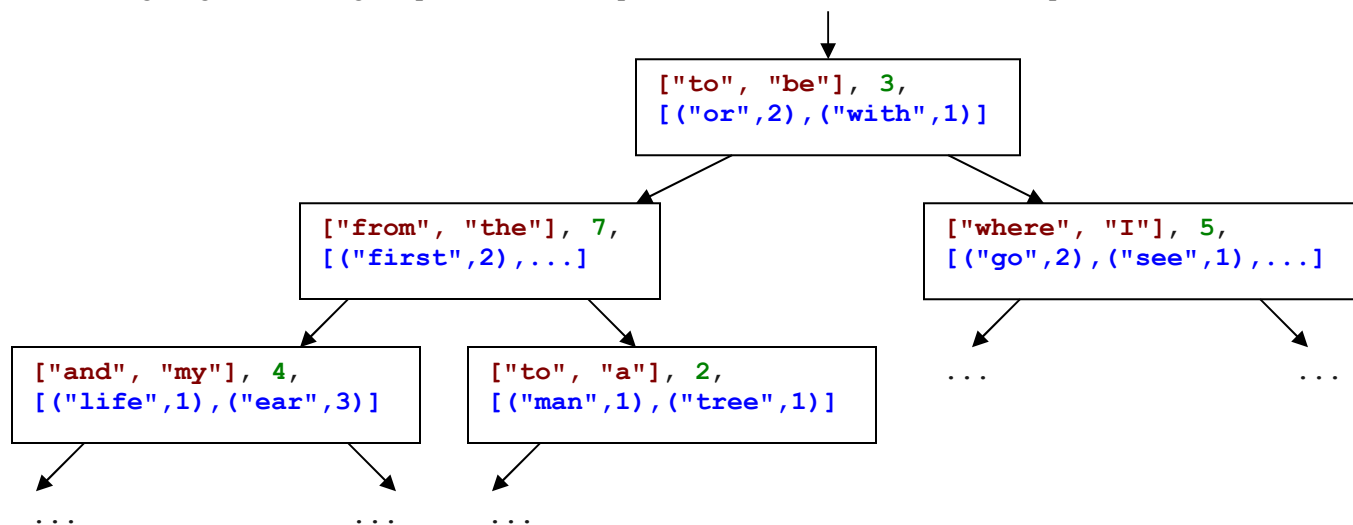 ["to", "be"], 3,
[("or",2),("with",1)]
["from", "the"], 7,
[("first",2),...]
["where", "I"], 5,
[("go",2),("see",1),...]
["and", "my"], 4,
[("life",1),("ear",3)]
["to", "a"], 2,
[("man",1),("tree",1)]
... ...
... ... ...